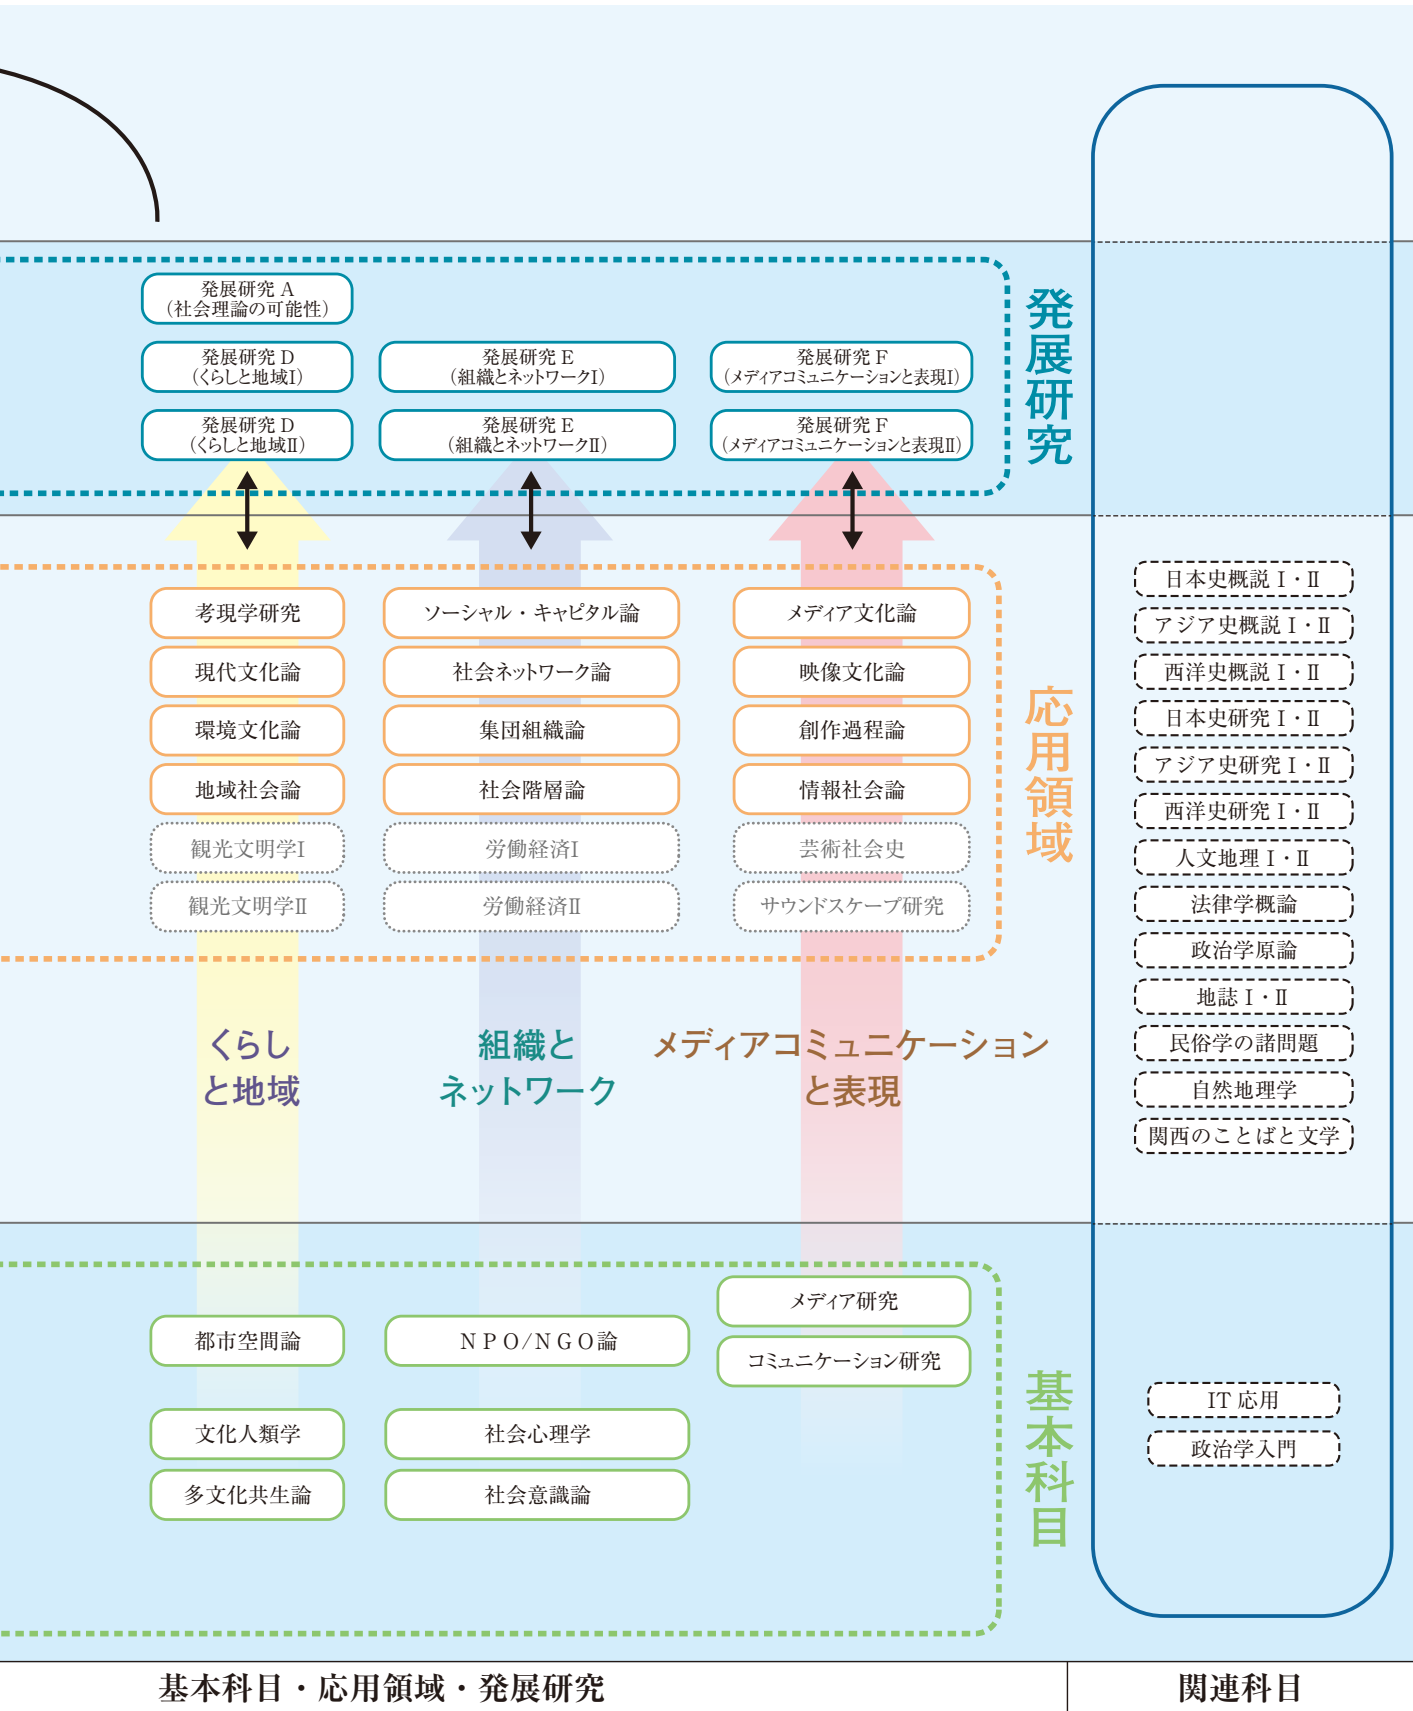 発展研究 A
（社会理論の可能性）
発展研究 D
（くらしと地域Ⅰ）
発展研究 E
（組織とネットワークⅠ）
発展研究 F
（メディアコミュニケーションと表現Ⅰ）
発展研究 D
（くらしと地域Ⅱ）
発展研究 E
（組織とネットワークⅡ）
発展研究 F
（メディアコミュニケーションと表現Ⅱ）
発展研究
考現学研究
現代文化論
環境文化論
地域社会論
観光文明学Ⅰ
観光文明学Ⅱ
ソーシャル・キャピタル論
社会ネットワーク論
集団組織論
社会階層論
労働経済Ⅰ
労働経済Ⅱ
メディア文化論
映像文化論
創作過程論
情報社会論
芸術社会史
サウンドスケープ研究
応用領域
くらし
と地域
組織と
ネットワーク
メディアコミュニケーション
と表現
都市空間論
文化人類学
多文化共生論
ＮＰＯ/ＮＧＯ論
社会心理学
社会意識論
メディア研究
コミュニケーション研究
基本科目
日本史概説Ⅰ・Ⅱ
アジア史概説Ⅰ・Ⅱ
西洋史概説Ⅰ・Ⅱ
日本史研究Ⅰ・Ⅱ
アジア史研究Ⅰ・Ⅱ
西洋史研究Ⅰ・Ⅱ
人文地理Ⅰ・Ⅱ
法律学概論
政治学原論
地誌Ⅰ・Ⅱ
民俗学の諸問題
自然地理学
関西のことばと文学
IT 応用
政治学入門
基本科目・応用領域・発展研究
関連科目